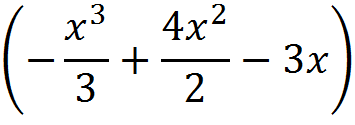 (−x³/3 + 4x²/2 − 3x)